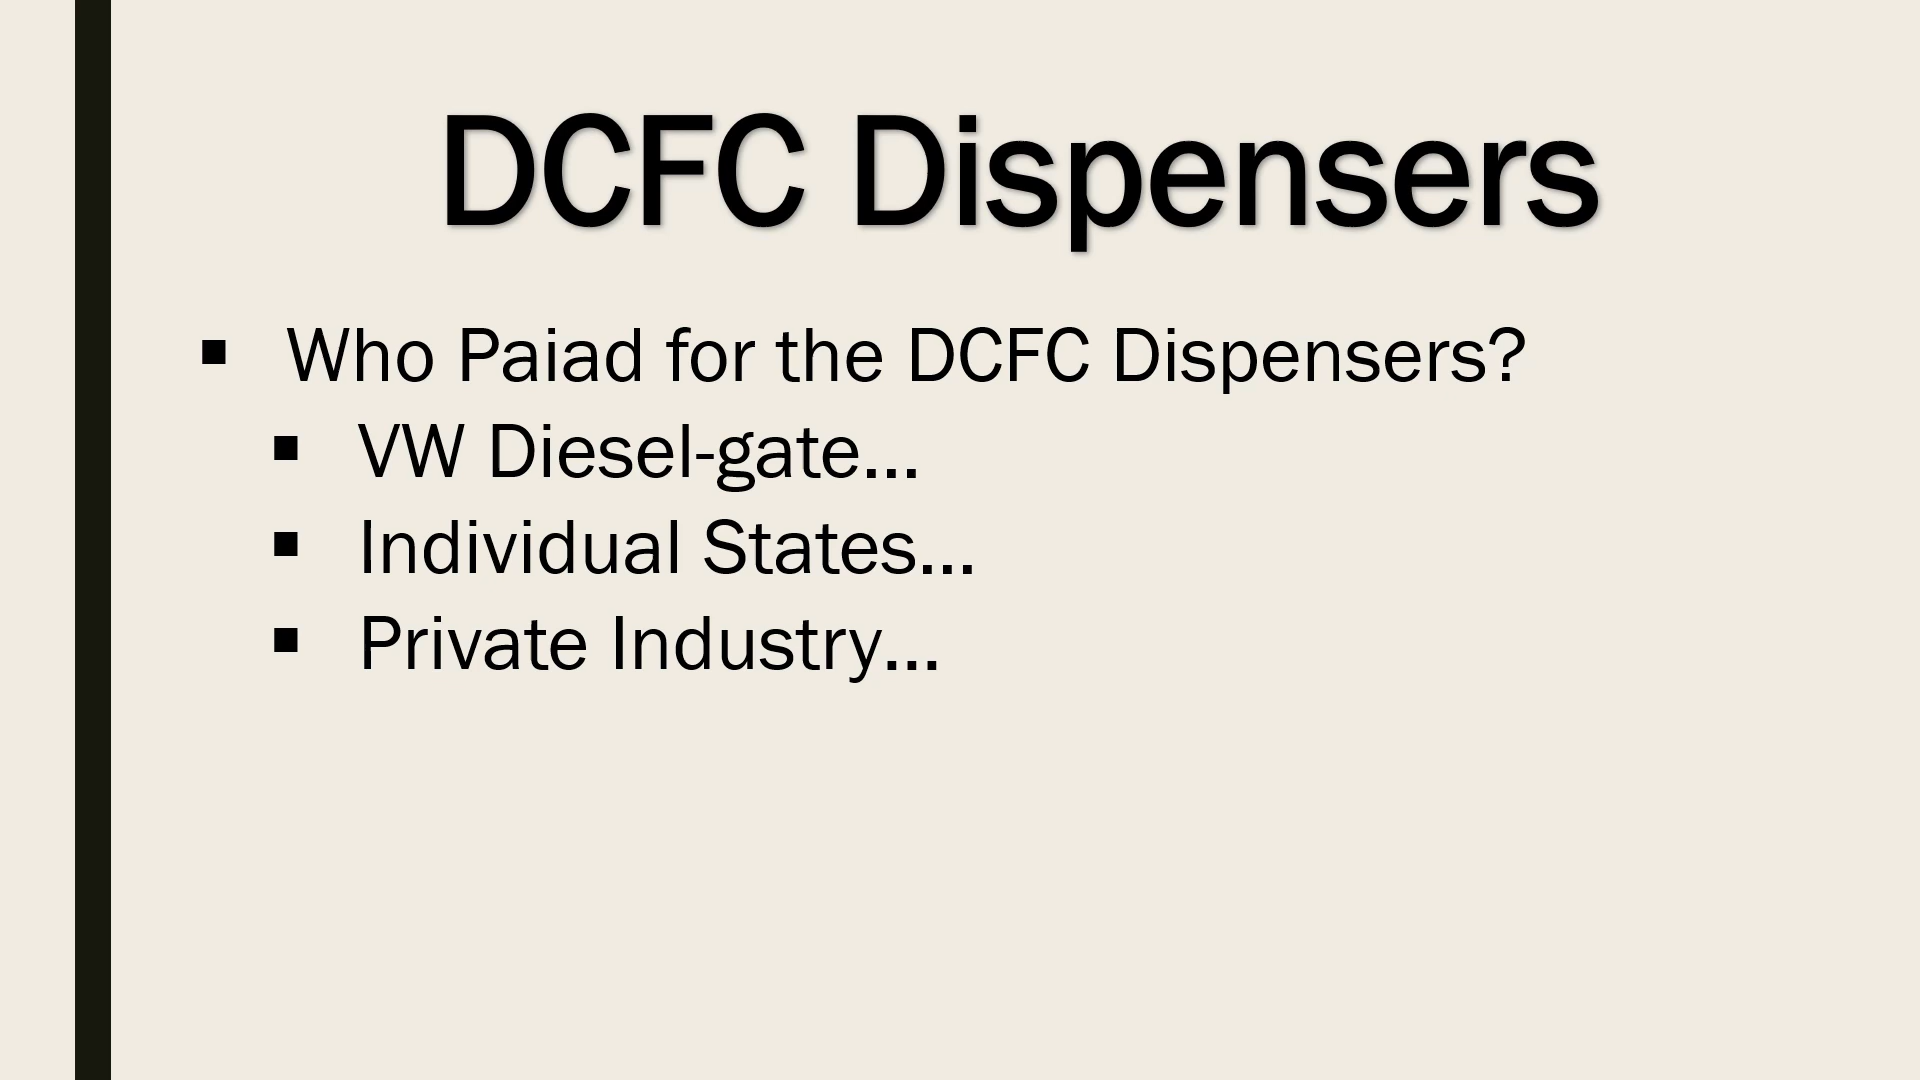 DCFC Dispensers
▪ Who Paiad for the DCFC Dispensers?
▪ VW Diesel-gate...
▪ Individual States...
▪ Private Industry...